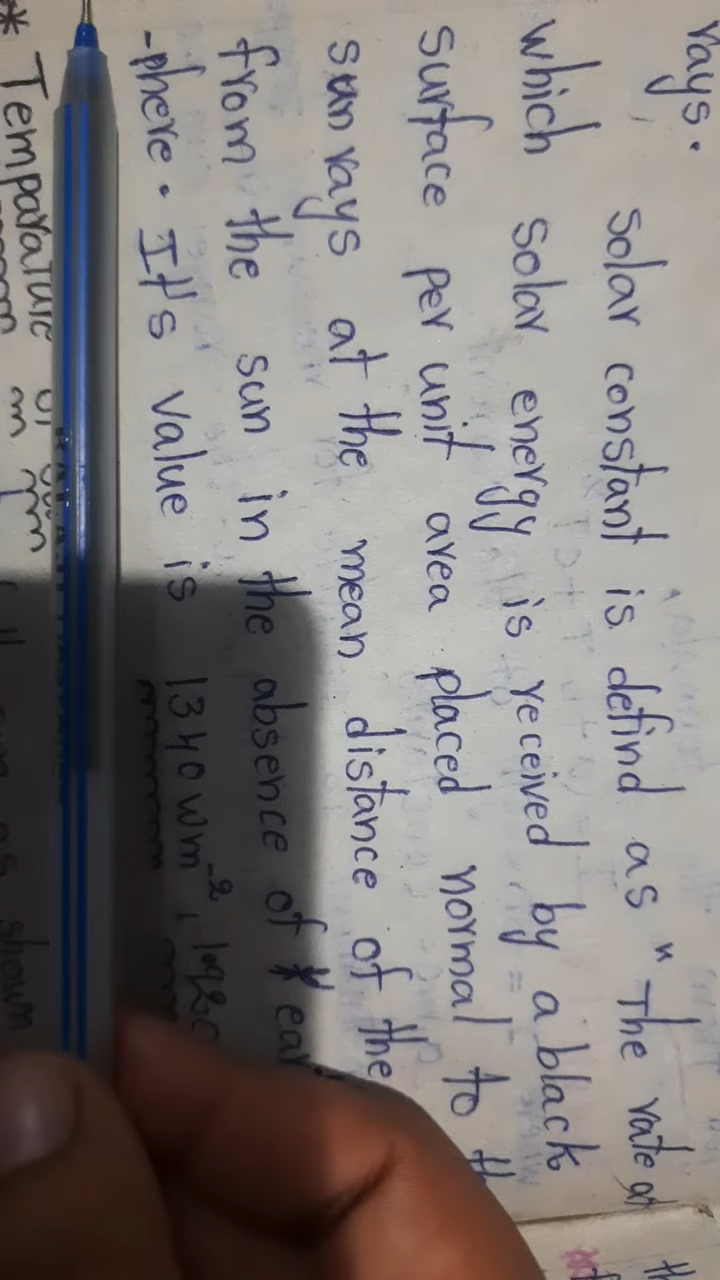 rays.
solar constant is defind as " The rate at
which solar energy is received by a black
surface per unit area placed normal to
sun rays at the mean distance of the
from the sun in the absence of
-phere. It's value is 1340 wm⁻²,
* Temparature of